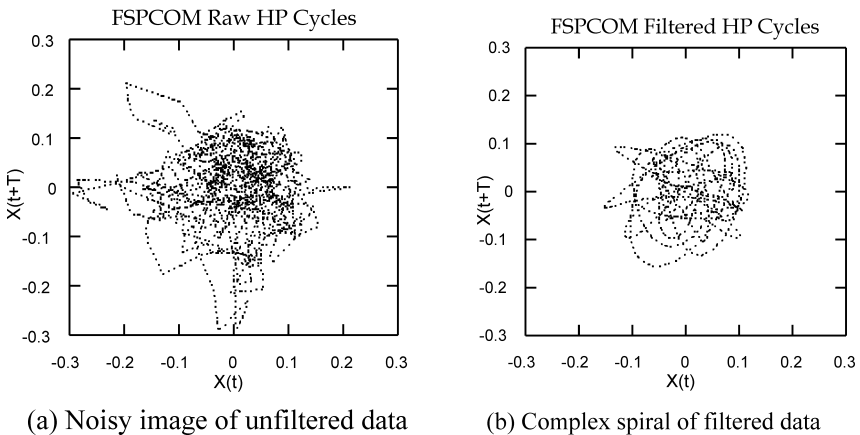 FSPCOM Raw HP Cycles
0.3
0.2
0.1
0
-0.1
-0.2
-0.3
X(t+T)
-0.3 -0.2 -0.1 0 0.1 0.2 0.3
X(t)
(a) Noisy image of unfiltered data
FSPCOM Filtered HP Cycles
0.3
0.2
0.1
0
-0.1
-0.2
-0.3
X(t+T)
-0.3 -0.2 -0.1 0 0.1 0.2 0.3
X(t)
(b) Complex spiral of filtered data